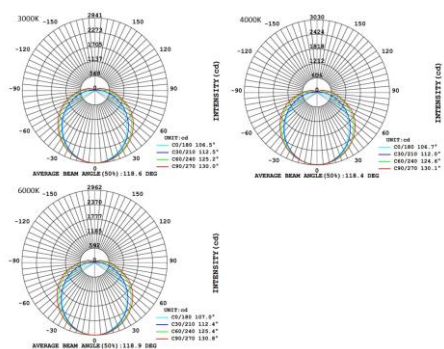 3000K
2841
-/+180
-150
150
2273
1705
-120
120
1137
568
-90
90
-60
60
-30
30
0
INTENSITY(cd)
UNIT:cd
C0/180 106.5°
C30/210 112.5°
C60/240 125.2°
C90/270 130.0°
AVERAGE BEAM ANGLE(50%):118.6 DEG
4000K
3030
-150
150
2424
1818
-120
120
1212
606
-90
90
-60
60
-30
30
0
INTENSITY(cd)
UNIT:cd
C0/180 106.7°
C30/210 112.0°
C60/240 124.6°
C90/270 130.1°
AVERAGE BEAM ANGLE(50%):118.4 DEG
6000K
2962
-150
150
2370
1777
-120
120
1185
592
-90
90
-60
60
-30
30
0
INTENSITY(cd)
UNIT:cd
C0/180 107.0°
C30/210 112.4°
C60/240 125.4°
C90/270 130.8°
AVERAGE BEAM ANGLE(50%):118.9 DEG